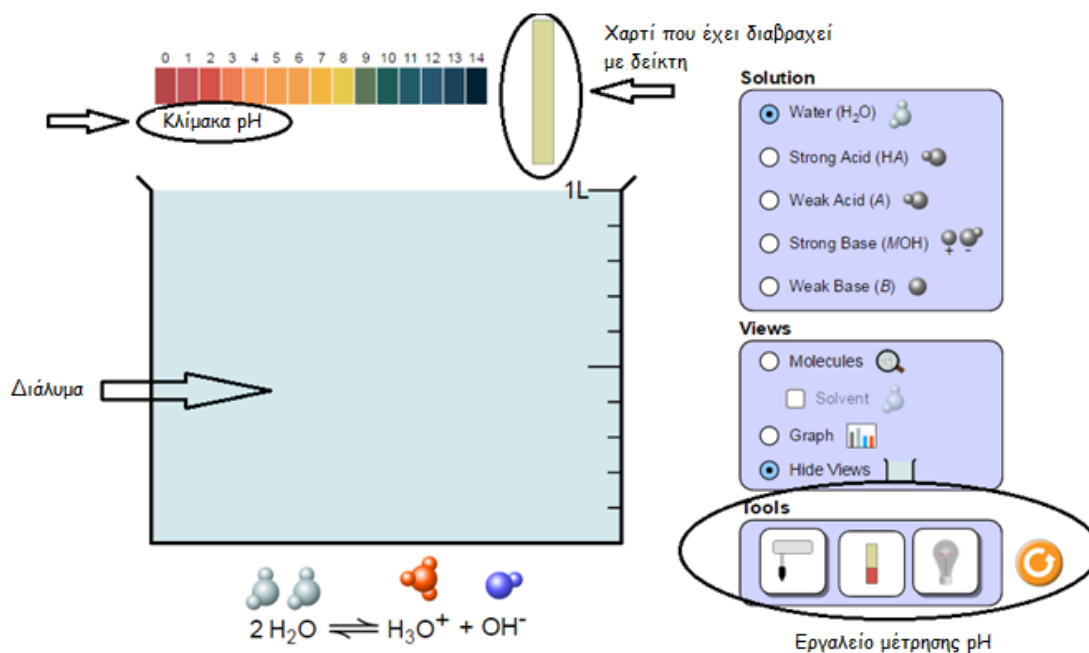 Χαρτί που έχει διαβραχεί
με δείκτη
0 1 2 3 4 5 6 7 8 9 10 11 12 13 14
Κλίμακα pH
1L
Διάλυμα
2 H₂O ⇌ H₃O⁺ + OH⁻
Solution
Water (H₂O)
Strong Acid (HA)
Weak Acid (A)
Strong Base (MOH)
+ -
Weak Base (B)
Views
Molecules
Solvent
Graph
Hide Views
Tools
Εργαλείο μέτρησης pH